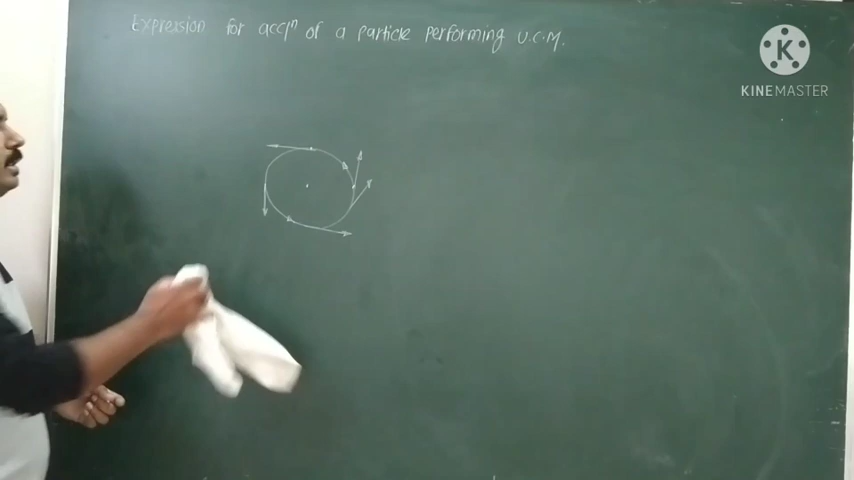 Expression for accⁿ of a particle performing U.C.M.
K
KINEMASTER